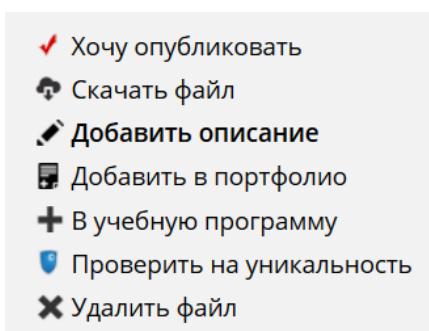 Хочу опубликовать
Скачать файл
Добавить описание
Добавить в портфолио
В учебную программу
Проверить на уникальность
Удалить файл